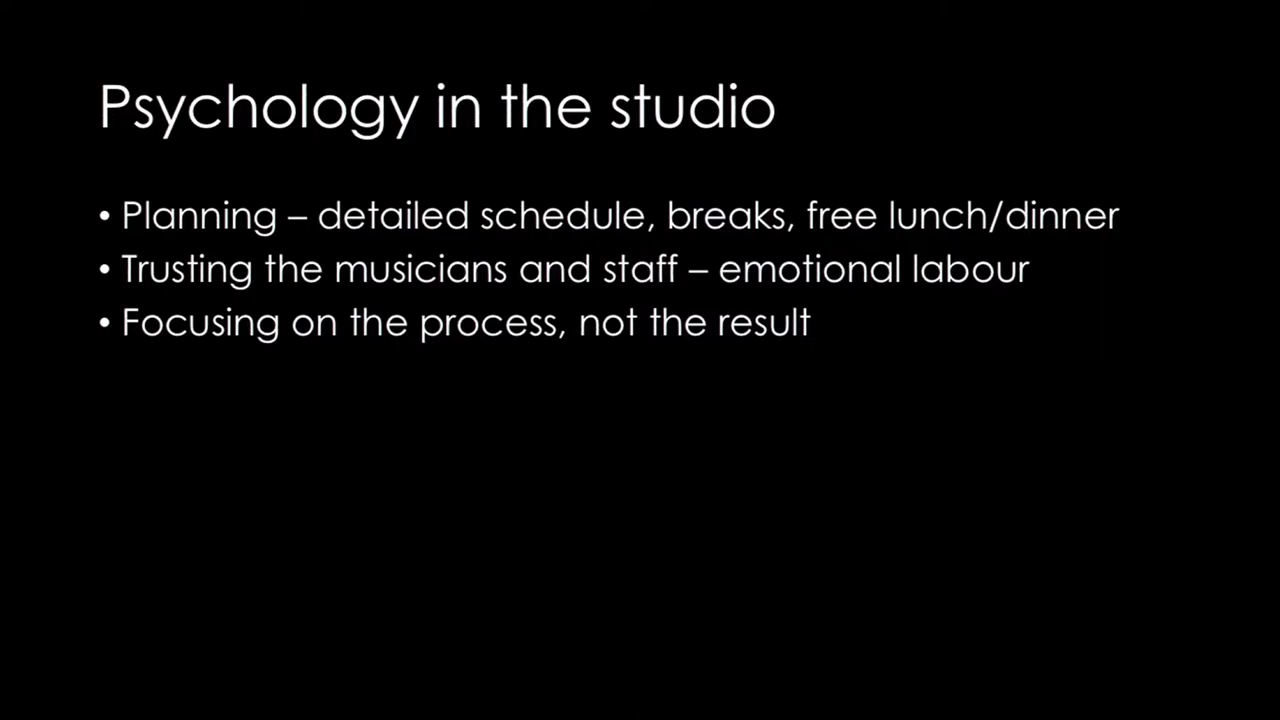 Psychology in the studio
• Planning – detailed schedule, breaks, free lunch/dinner
• Trusting the musicians and staff – emotional labour
• Focusing on the process, not the result